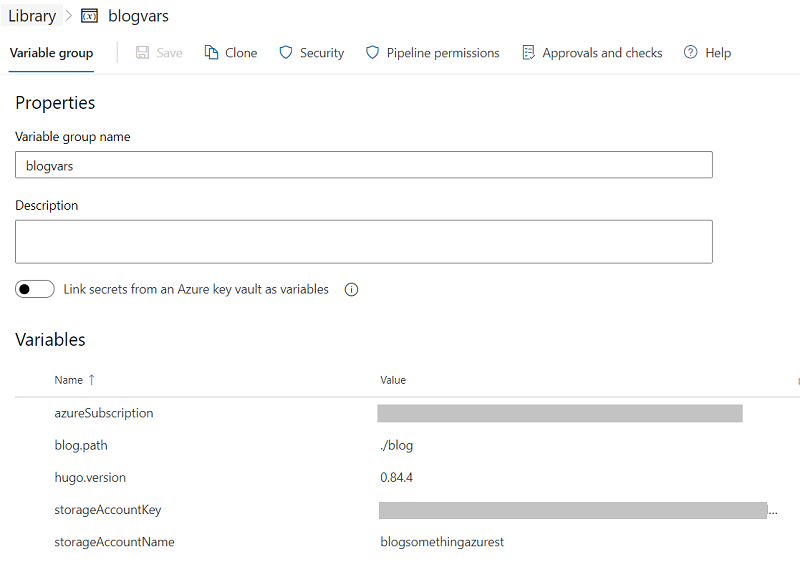 Library > (x) blogvars
Variable group Save Clone Security Pipeline permissions Approvals and checks Help
Properties
Variable group name
blogvars
Description
Link secrets from an Azure key vault as variables
Variables
Name ↑ Value
azureSubscription
blog.path ./blog
hugo.version 0.84.4
storageAccountKey ...
storageAccountName blogsomethingazurest